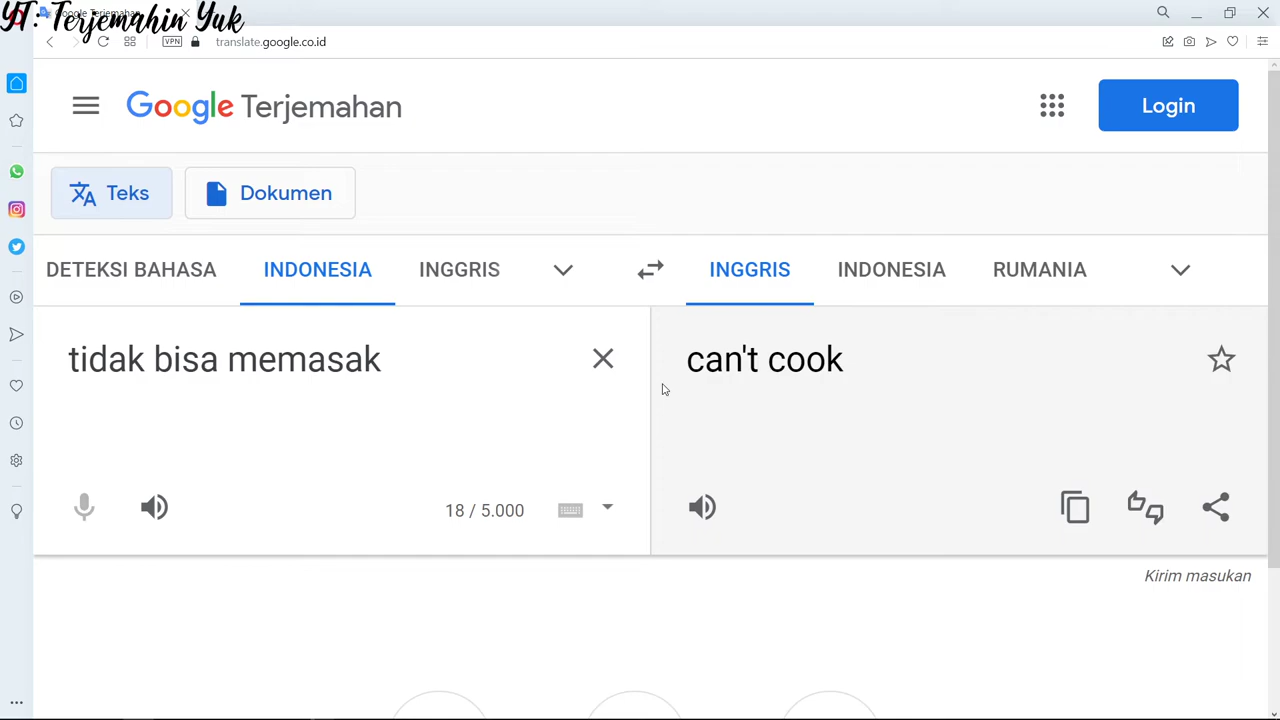 YT: Terjemahin Yuk
VPN
translate.google.co.id
Google Terjemahan
Login
Teks
Dokumen
DETEKSI BAHASA
INDONESIA
INGGRIS
INGGRIS
INDONESIA
RUMANIA
tidak bisa memasak
can't cook
18 / 5.000
Kirim masukan